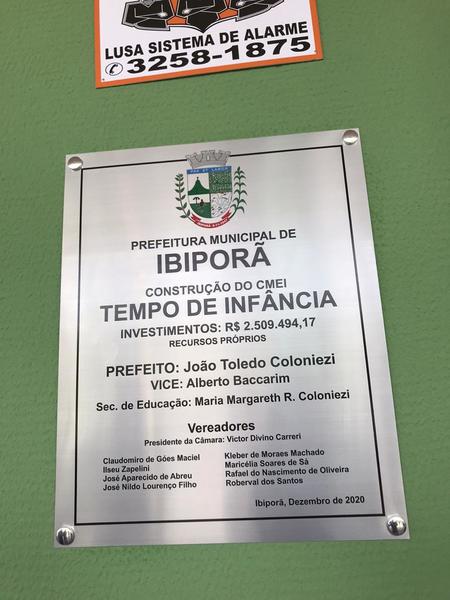 LUSA SISTEMA DE ALARME
3258-1875
PREFEITURA MUNICIPAL DE
IBIPORÃ
CONSTRUÇÃO DO CMEI
TEMPO DE INFÂNCIA
INVESTIMENTOS: R$ 2.509.494,17
RECURSOS PRÓPRIOS
PREFEITO: João Toledo Coloniezi
VICE: Alberto Baccarim
Sec. de Educação: Maria Margareth R. Coloniezi
Vereadores
Presidente da Câmara: Victor Divino Carreri
Claudomiro de Góes Maciel
Ilseu Zapelini
José Aparecido de Abreu
José Nildo Lourenço Filho
Kleber de Moraes Machado
Maricélia Soares de Sà
Rafael do Nascimento de Oliveira
Roberval dos Santos
Ibiporã, Dezembro de 2020